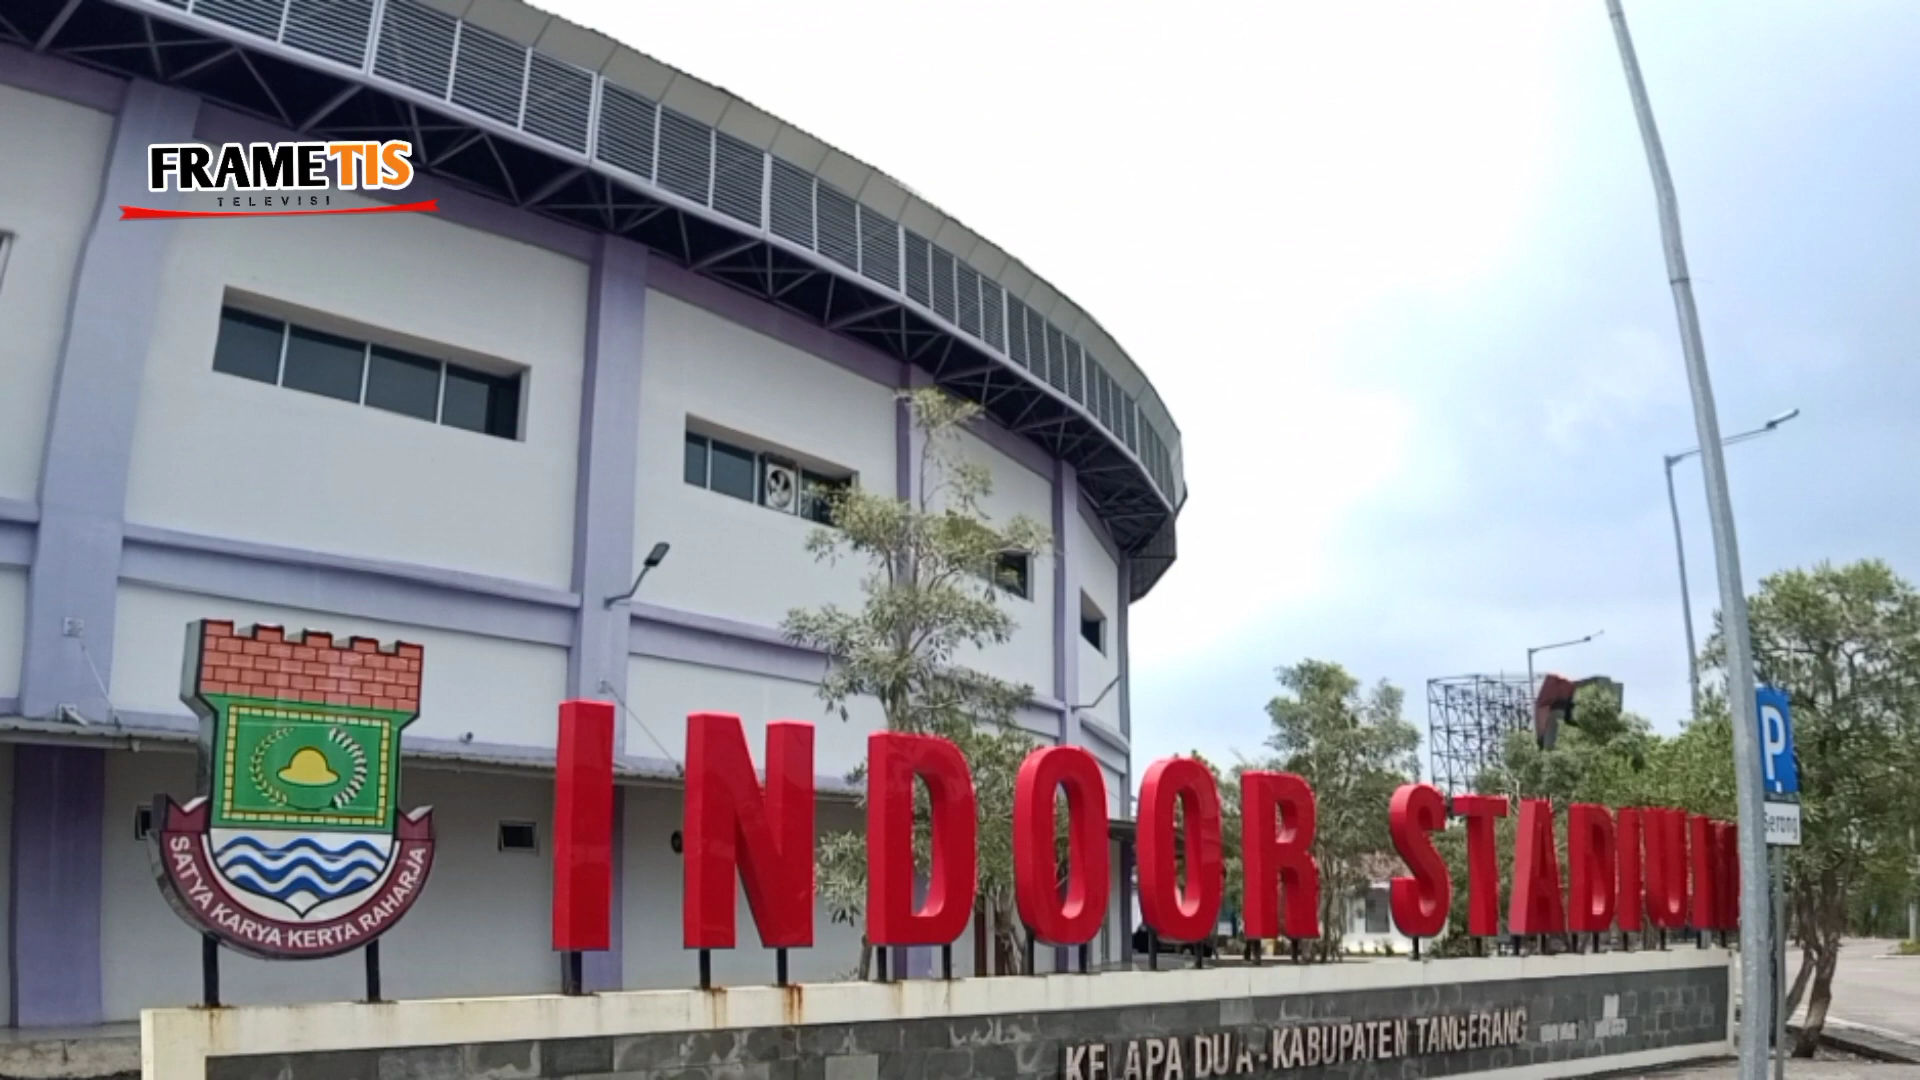 FRAMETIS
TELEVISI
SATYA KARYA KERTA RAHARJA
INDOOR STADIUM
P
Serong
KELAPA DUA - KABUPATEN TANGERANG